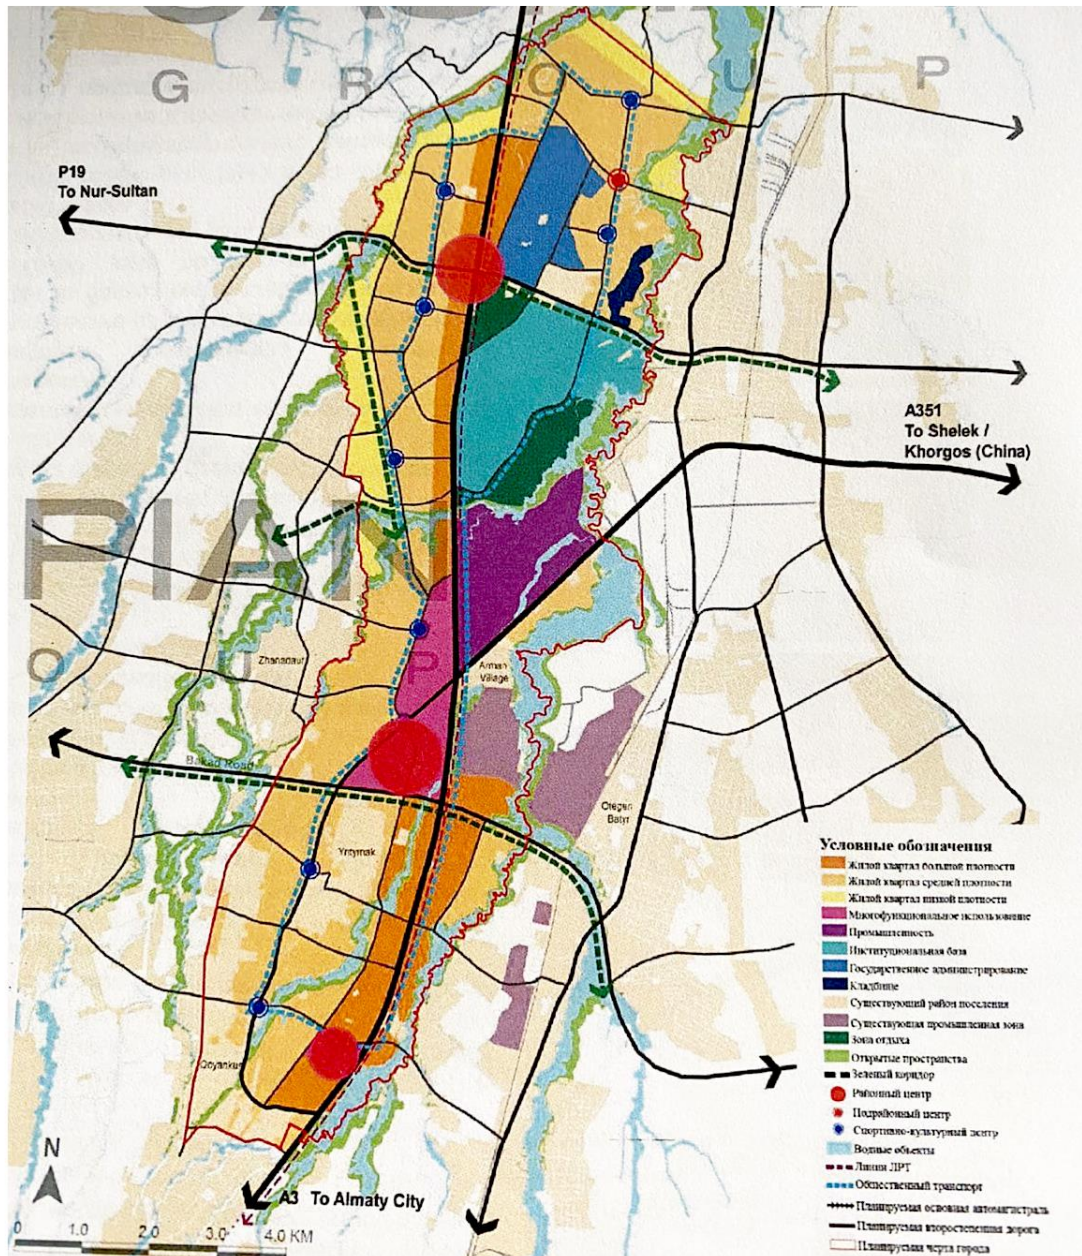 CASPIAN
G R O U P
P19
To Nur-Sultan
A351
To Shelek /
Khorgos (China)
PIAN
O U P
Zhanadaur
Arman
Village
Bakad Road
Otegen
Batyr
Yntymak
Qoyankus
N
A3 To Almaty City
0 1.0 2.0 3.0 4.0 KM
Условные обозначения
Жилой квартал большой плотности
Жилой квартал средней плотности
Жилой квартал низкой плотности
Многофункциональное использование
Промышленность
Институциональная база
Государственное администрирование
Кладбище
Существующий район поселения
Существующая промышленная зона
Зона отдыха
Открытые пространства
Зеленый коридор
Районный центр
Подрайонный центр
Спортивно-культурный центр
Водные объекты
Линия ЛРТ
Общественный транспорт
Планируемая основная автомагистраль
Планируемая второстепенная дорога
Планируемая черта города